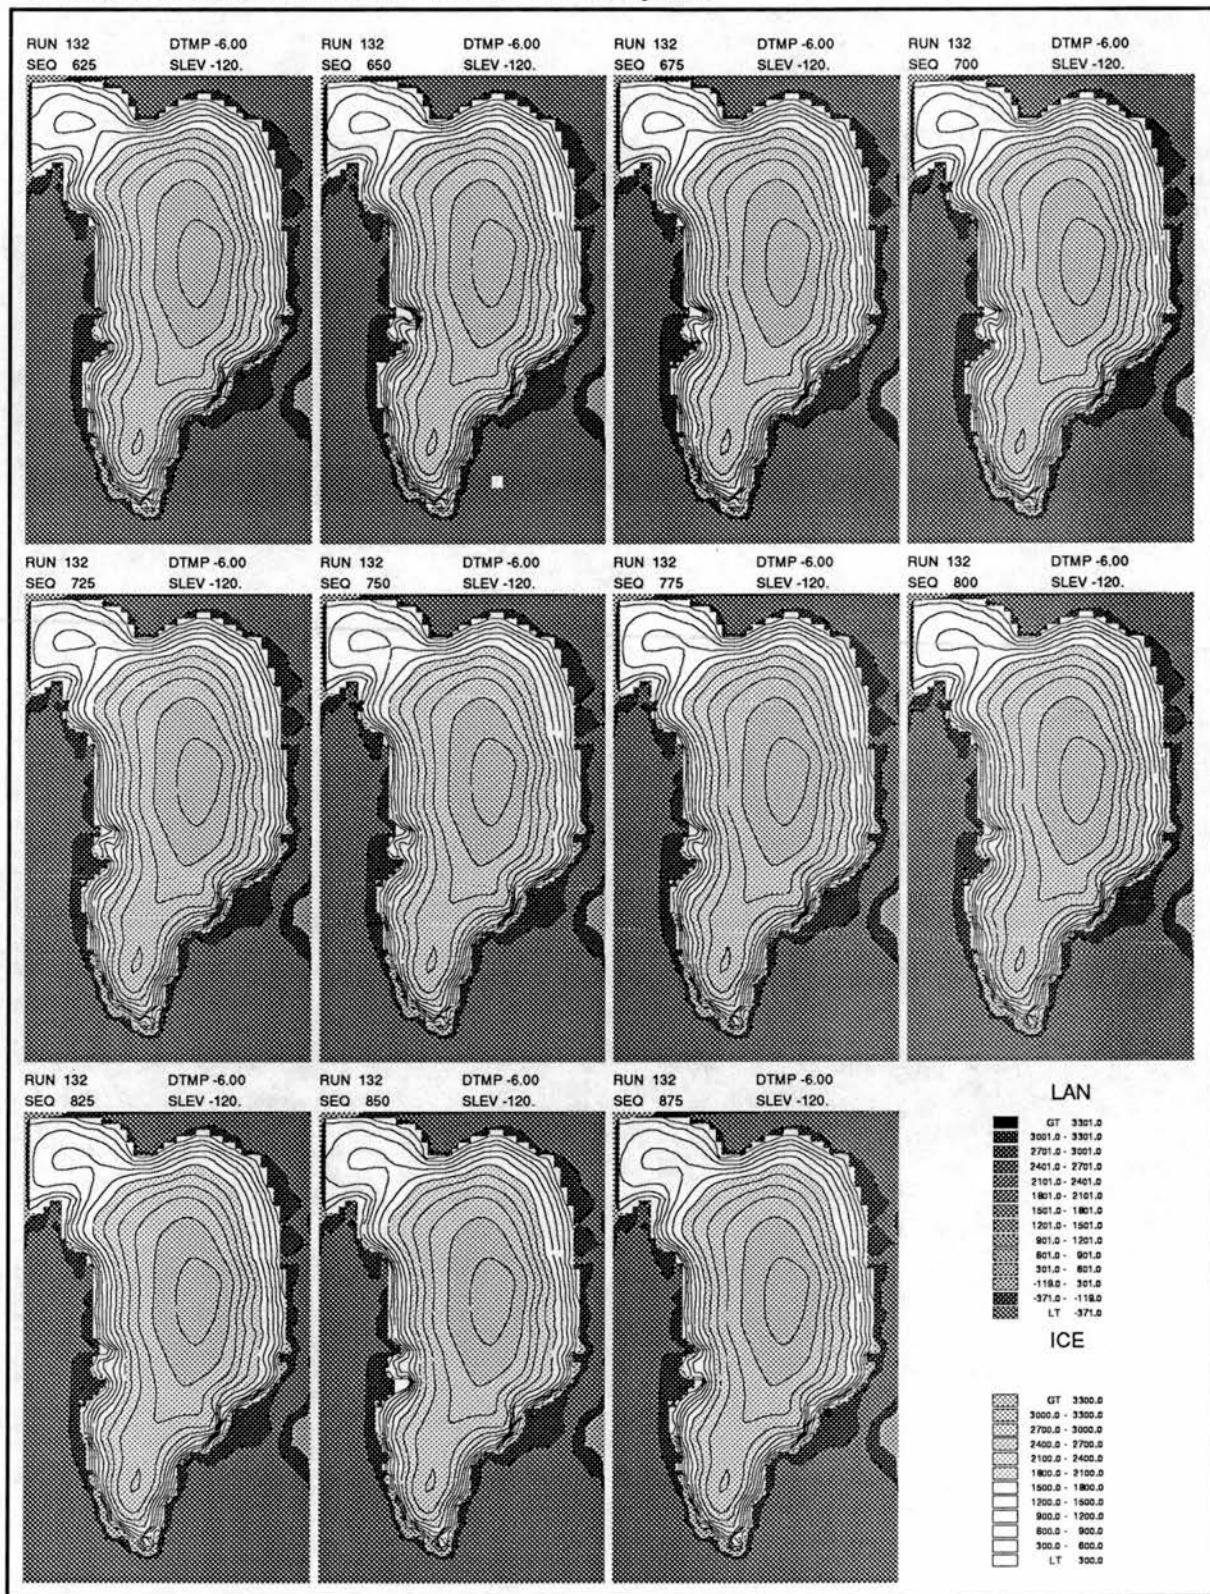 RUN 132 DTMP -6.00
SEQ 625 SLEV -120.
RUN 132 DTMP -6.00
SEQ 650 SLEV -120.
RUN 132 DTMP -6.00
SEQ 675 SLEV -120.
RUN 132 DTMP -6.00
SEQ 700 SLEV -120.
RUN 132 DTMP -6.00
SEQ 725 SLEV -120.
RUN 132 DTMP -6.00
SEQ 750 SLEV -120.
RUN 132 DTMP -6.00
SEQ 775 SLEV -120.
RUN 132 DTMP -6.00
SEQ 800 SLEV -120.
RUN 132 DTMP -6.00
SEQ 825 SLEV -120.
RUN 132 DTMP -6.00
SEQ 850 SLEV -120.
RUN 132 DTMP -6.00
SEQ 875 SLEV -120.
LAN
GT 3301.0
3001.0 - 3301.0
2701.0 - 3001.0
2401.0 - 2701.0
2101.0 - 2401.0
1801.0 - 2101.0
1501.0 - 1801.0
1201.0 - 1501.0
901.0 - 1201.0
601.0 - 901.0
301.0 - 601.0
-119.0 - 301.0
-371.0 - -119.0
LT -371.0
ICE
GT 3300.0
3000.0 - 3300.0
2700.0 - 3000.0
2400.0 - 2700.0
2100.0 - 2400.0
1800.0 - 2100.0
1500.0 - 1800.0
1200.0 - 1500.0
900.0 - 1200.0
600.0 - 900.0
300.0 - 600.0
LT 300.0